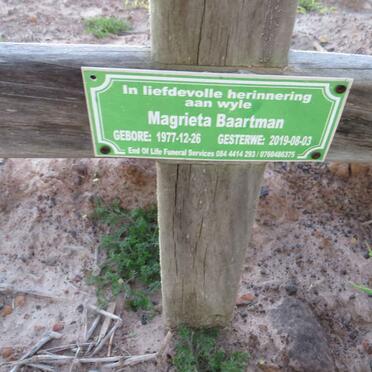 In liefdevolle herinnering
aan wyle
Magrieta Baartman
GEBORE: 1977-12-26 GESTERWE: 2019-08-03
End Of Life Funeral Services 084 4414 293 / 0760486375